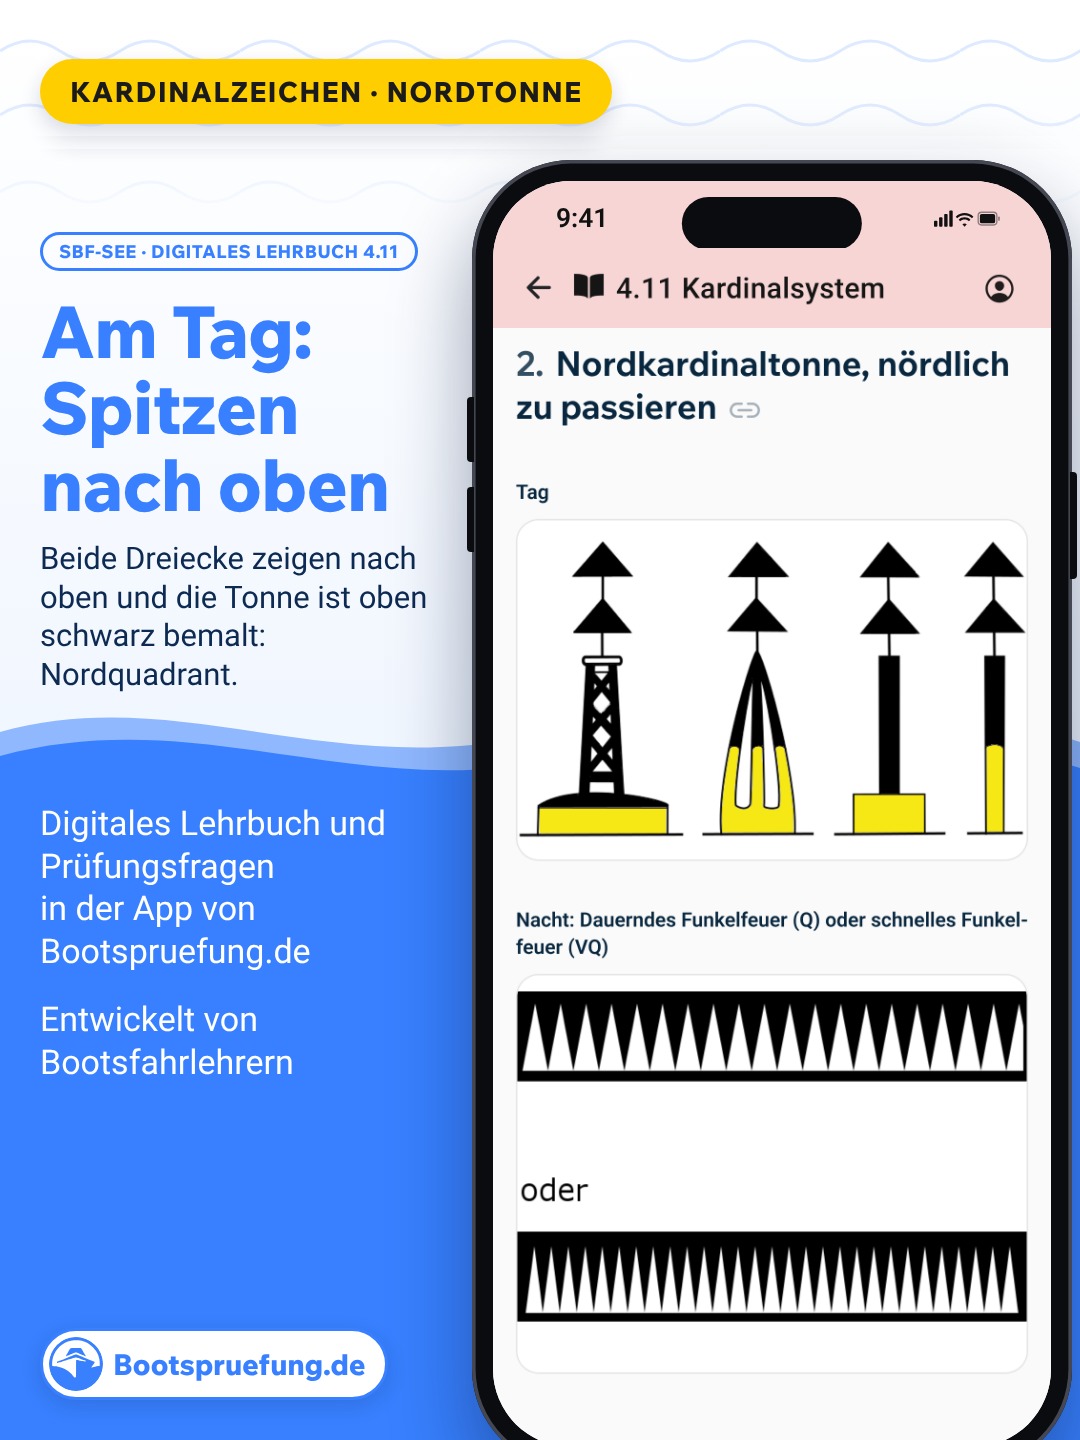 KARDINALZEICHEN · NORDTONNE
SBF-SEE · DIGITALES LEHRBUCH 4.11
Am Tag:
Spitzen
nach oben
Beide Dreiecke zeigen nach
oben und die Tonne ist oben
schwarz bemalt:
Nordquadrant.
Digitales Lehrbuch und
Prüfungsfragen
in der App von
Bootspruefung.de
Entwickelt von
Bootsfahrlehrern
Bootspruefung.de
9:41
4.11 Kardinalsystem
2. Nordkardinaltonne, nördlich
zu passieren
Tag
Nacht: Dauerndes Funkelfeuer (Q) oder schnelles Funkel-
feuer (VQ)
oder